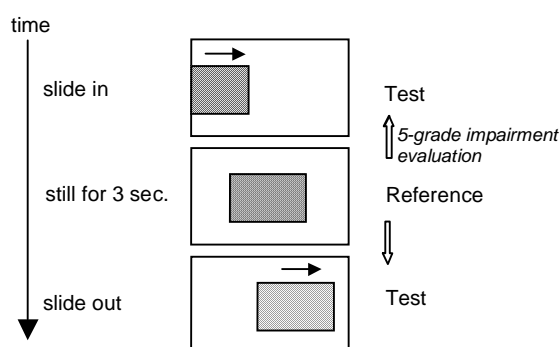 time
slide in
Test
5-grade impairment
evaluation
still for 3 sec.
Reference
slide out
Test